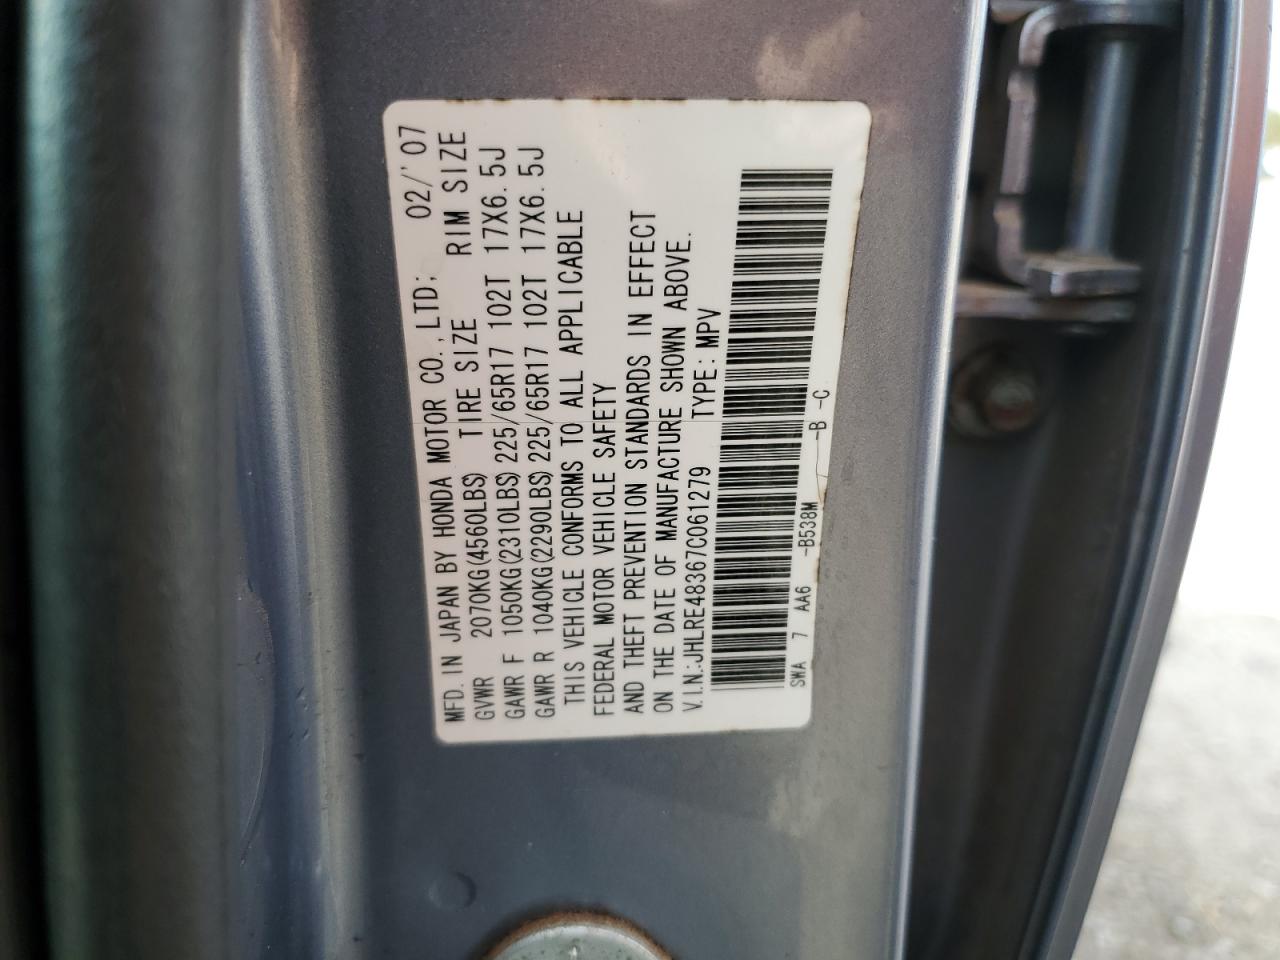 MFD. IN JAPAN BY HONDA MOTOR CO.,LTD: 02/'07
GVWR 2070KG(4560LBS) TIRE SIZE RIM SIZE
GAWR F 1050KG(2310LBS) 225/65R17 102T 17X6.5J
GAWR R 1040KG(2290LBS) 225/65R17 102T 17X6.5J
THIS VEHICLE CONFORMS TO ALL APPLICABLE
FEDERAL MOTOR VEHICLE SAFETY
AND THEFT PREVENTION STANDARDS IN EFFECT
ON THE DATE OF MANUFACTURE SHOWN ABOVE.
V.I.N.:JHLRE48367C061279 TYPE: MPV
SWA 7 AA6 -B538M -B -C